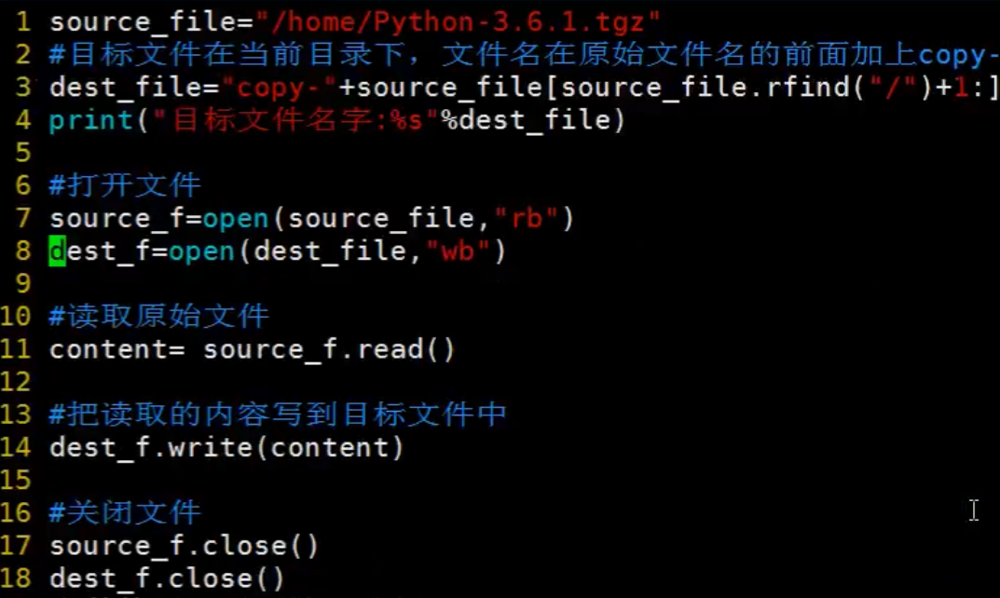 1 source_file="/home/Python-3.6.1.tgz"
2 #目标文件在当前目录下，文件名在原始文件名的前面加上copy-
3 dest_file="copy-"+source_file[source_file.rfind("/")+1:]
4 print("目标文件名字:%s"%dest_file)
5
6 #打开文件
7 source_f=open(source_file,"rb")
8 dest_f=open(dest_file,"wb")
9
10 #读取原始文件
11 content= source_f.read()
12
13 #把读取的内容写到目标文件中
14 dest_f.write(content)
15
16 #关闭文件
17 source_f.close()
18 dest_f.close()